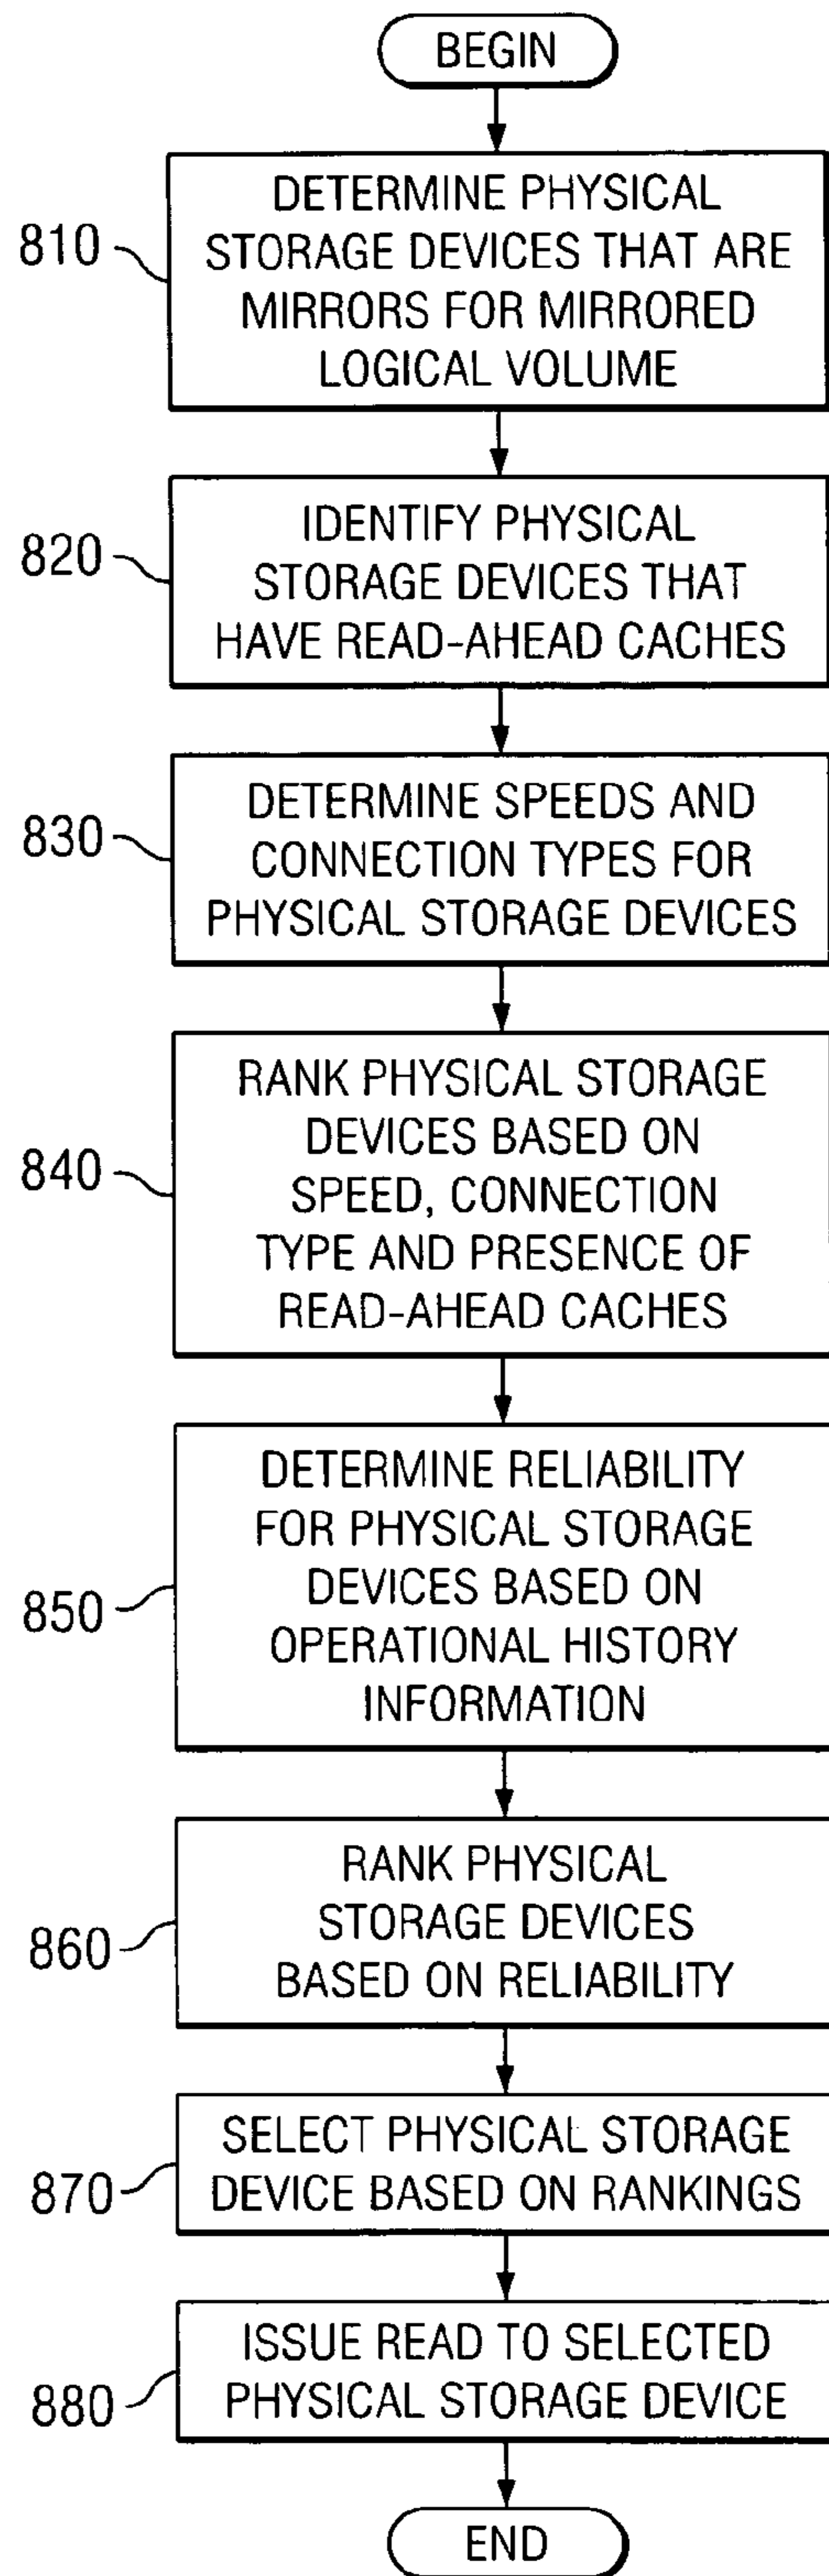 BEGIN
810
DETERMINE PHYSICAL
STORAGE DEVICES THAT ARE
MIRRORS FOR MIRRORED
LOGICAL VOLUME
820
IDENTIFY PHYSICAL
STORAGE DEVICES THAT
HAVE READ-AHEAD CACHES
830
DETERMINE SPEEDS AND
CONNECTION TYPES FOR
PHYSICAL STORAGE DEVICES
840
RANK PHYSICAL STORAGE
DEVICES BASED ON
SPEED, CONNECTION
TYPE AND PRESENCE OF
READ-AHEAD CACHES
850
DETERMINE RELIABILITY
FOR PHYSICAL STORAGE
DEVICES BASED ON
OPERATIONAL HISTORY
INFORMATION
860
RANK PHYSICAL
STORAGE DEVICES
BASED ON RELIABILITY
870
SELECT PHYSICAL STORAGE
DEVICE BASED ON RANKINGS
880
ISSUE READ TO SELECTED
PHYSICAL STORAGE DEVICE
END